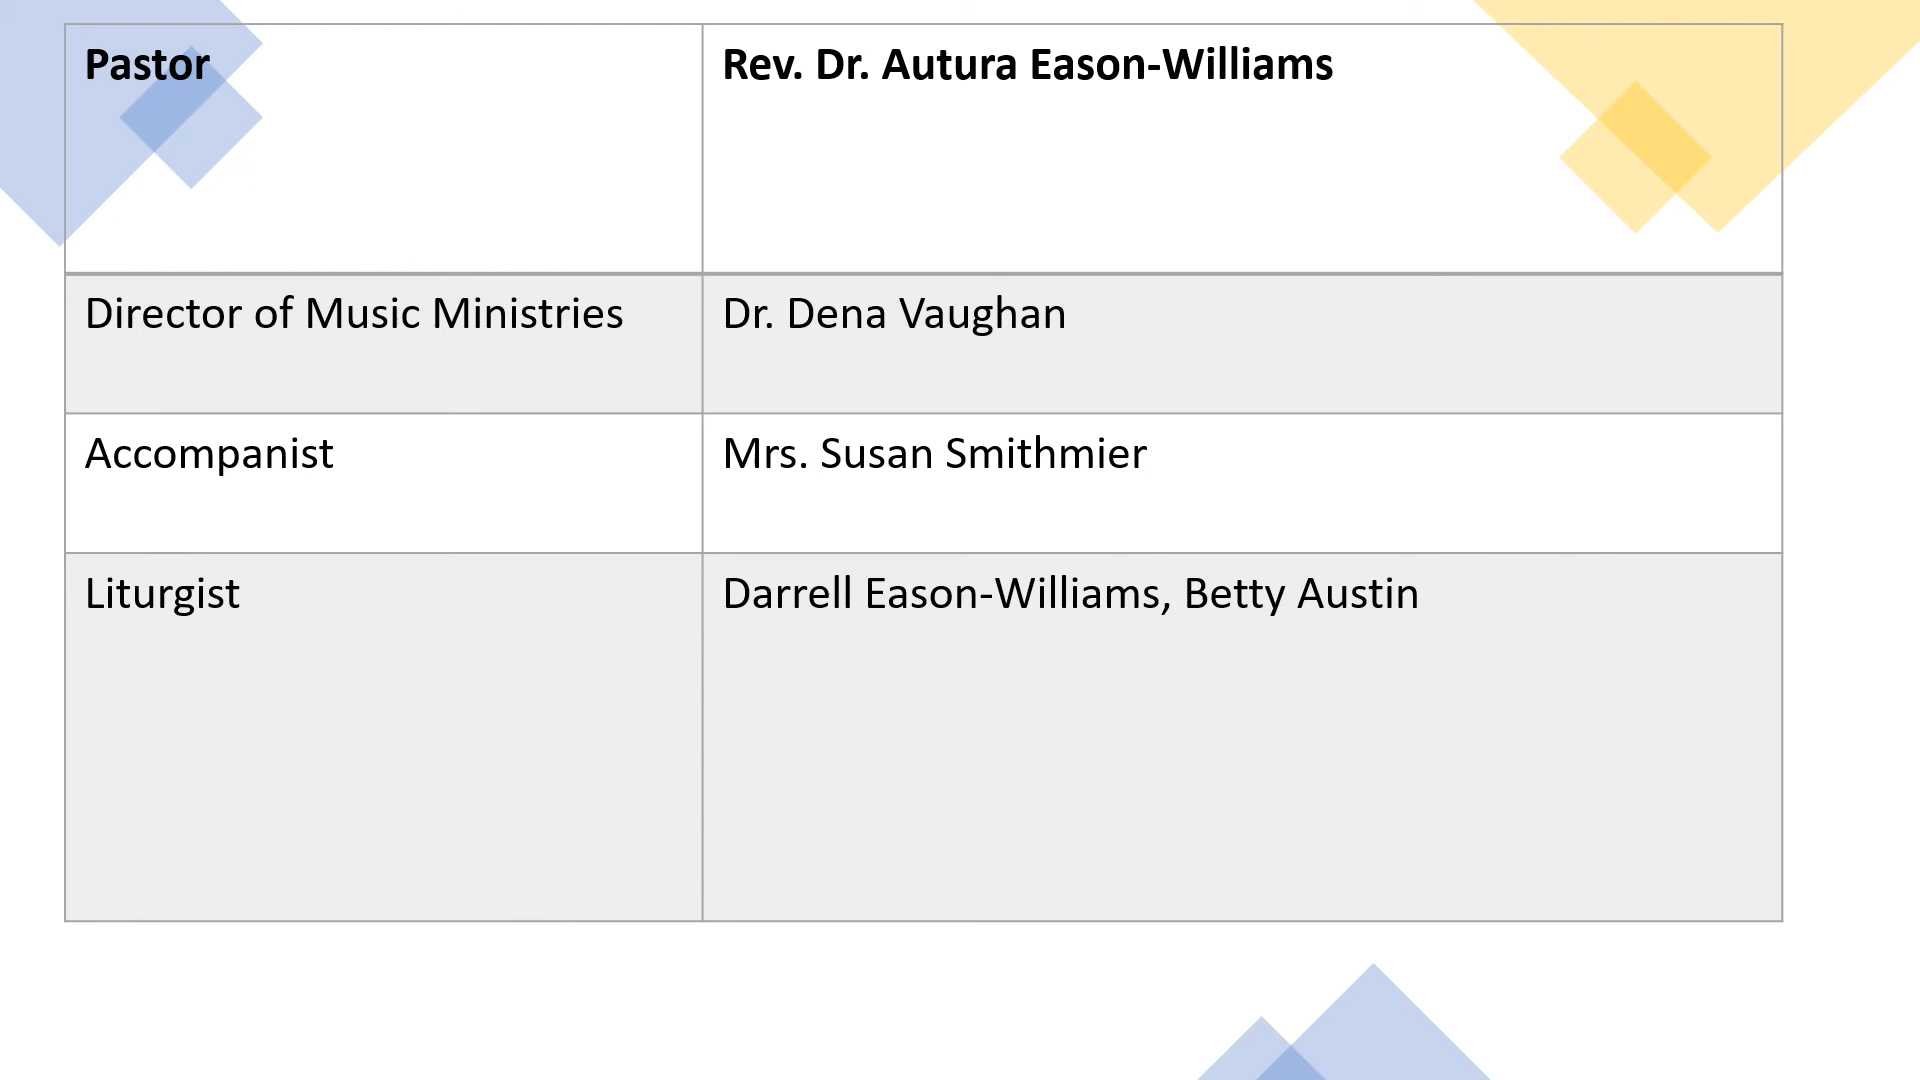 Pastor
Rev. Dr. Autura Eason-Williams
Director of Music Ministries
Dr. Dena Vaughan
Accompanist
Mrs. Susan Smithmier
Liturgist
Darrell Eason-Williams, Betty Austin